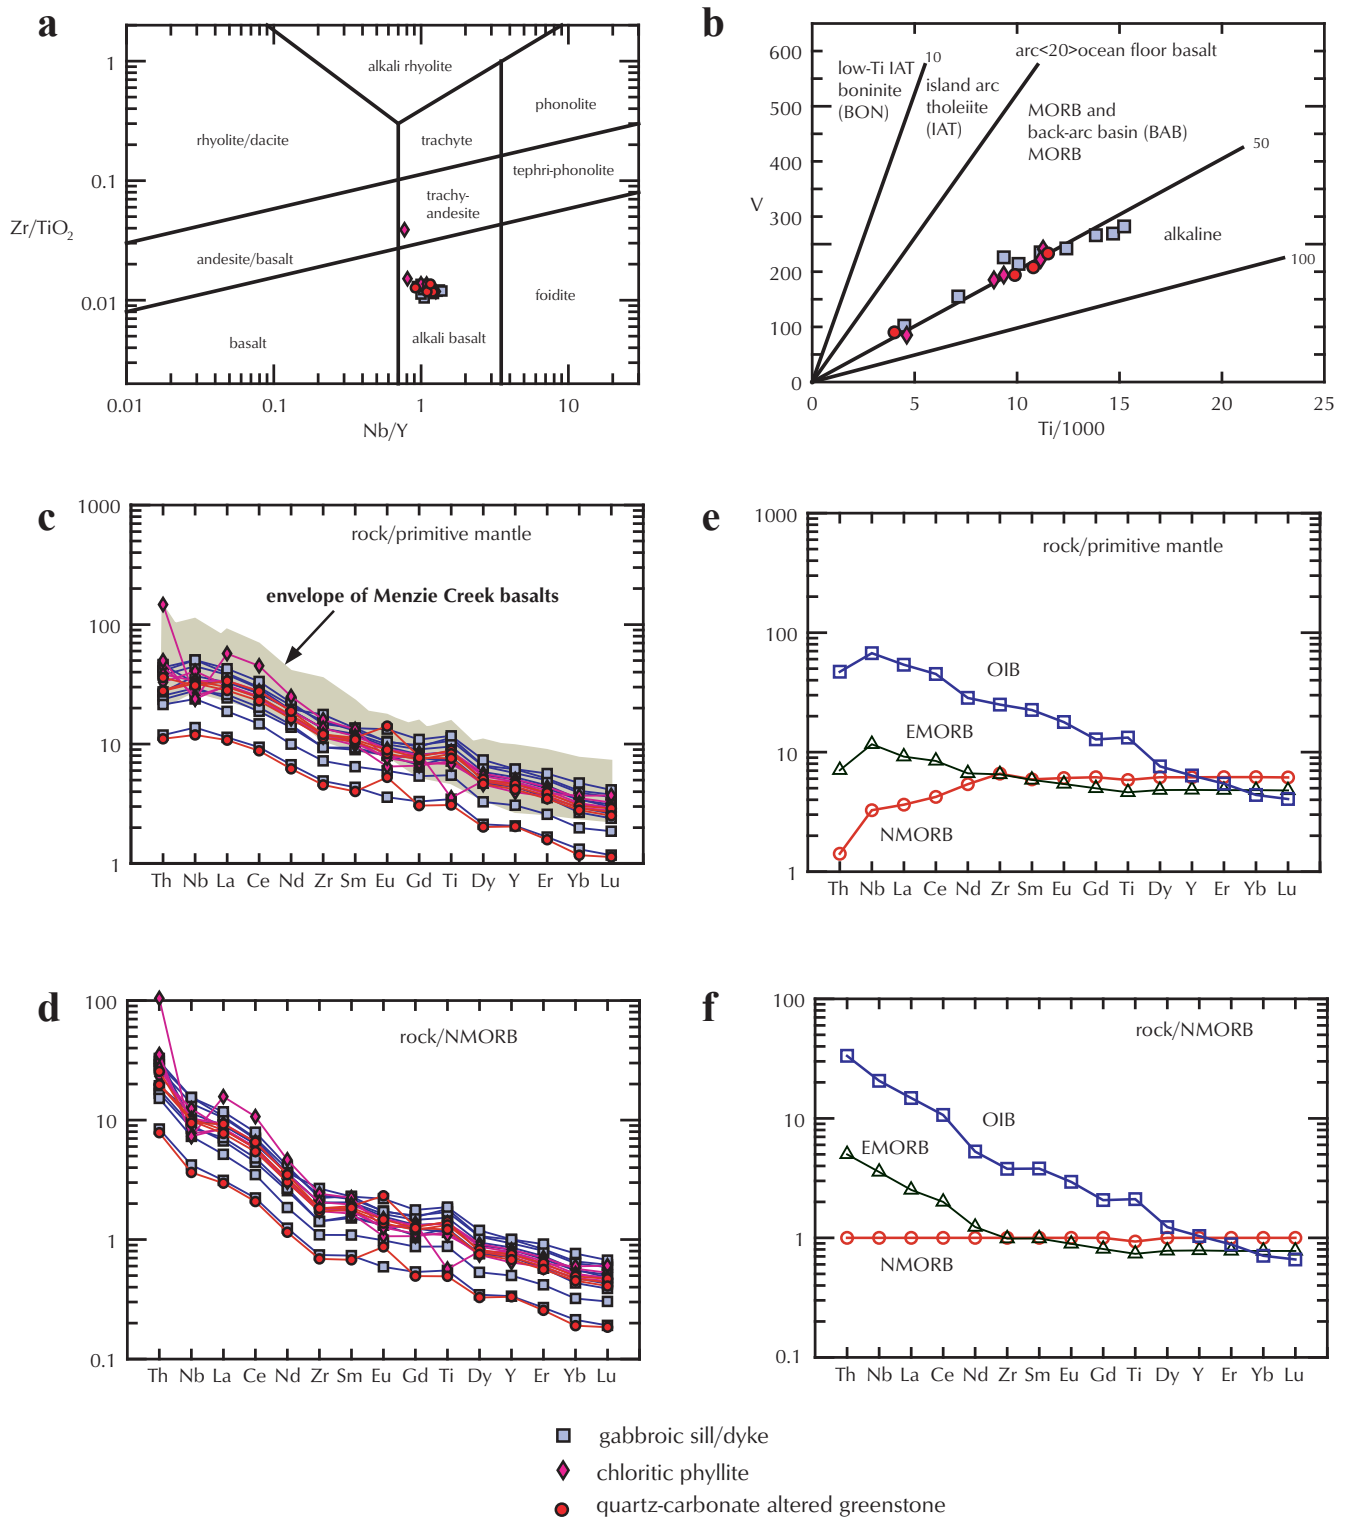 a
1
0.1
0.01
Zr/TiO2
0.01
0.1
1
10
Nb/Y
alkali rhyolite
phonolite
rhyolite/dacite
trachyte
tephri-phonolite
trachy-
andesite
andesite/basalt
foidite
basalt
alkali basalt
b
600
500
400
300
200
100
0
V
0
5
10
15
20
25
Ti/1000
low-Ti IAT
boninite
(BON)
10
island arc
tholeiite
(IAT)
arc<20>ocean floor basalt
MORB and
back-arc basin (BAB)
MORB
50
alkaline
100
c
1000
100
10
1
rock/primitive mantle
envelope of Menzie Creek basalts
Th Nb La Ce Nd Zr Sm Eu Gd Ti Dy Y Er Yb Lu
e
1000
100
10
1
rock/primitive mantle
OIB
EMORB
NMORB
Th Nb La Ce Nd Zr Sm Eu Gd Ti Dy Y Er Yb Lu
d
100
10
1
0.1
rock/NMORB
Th Nb La Ce Nd Zr Sm Eu Gd Ti Dy Y Er Yb Lu
f
100
10
1
0.1
rock/NMORB
OIB
EMORB
NMORB
Th Nb La Ce Nd Zr Sm Eu Gd Ti Dy Y Er Yb Lu
gabbroic sill/dyke
chloritic phyllite
quartz-carbonate altered greenstone